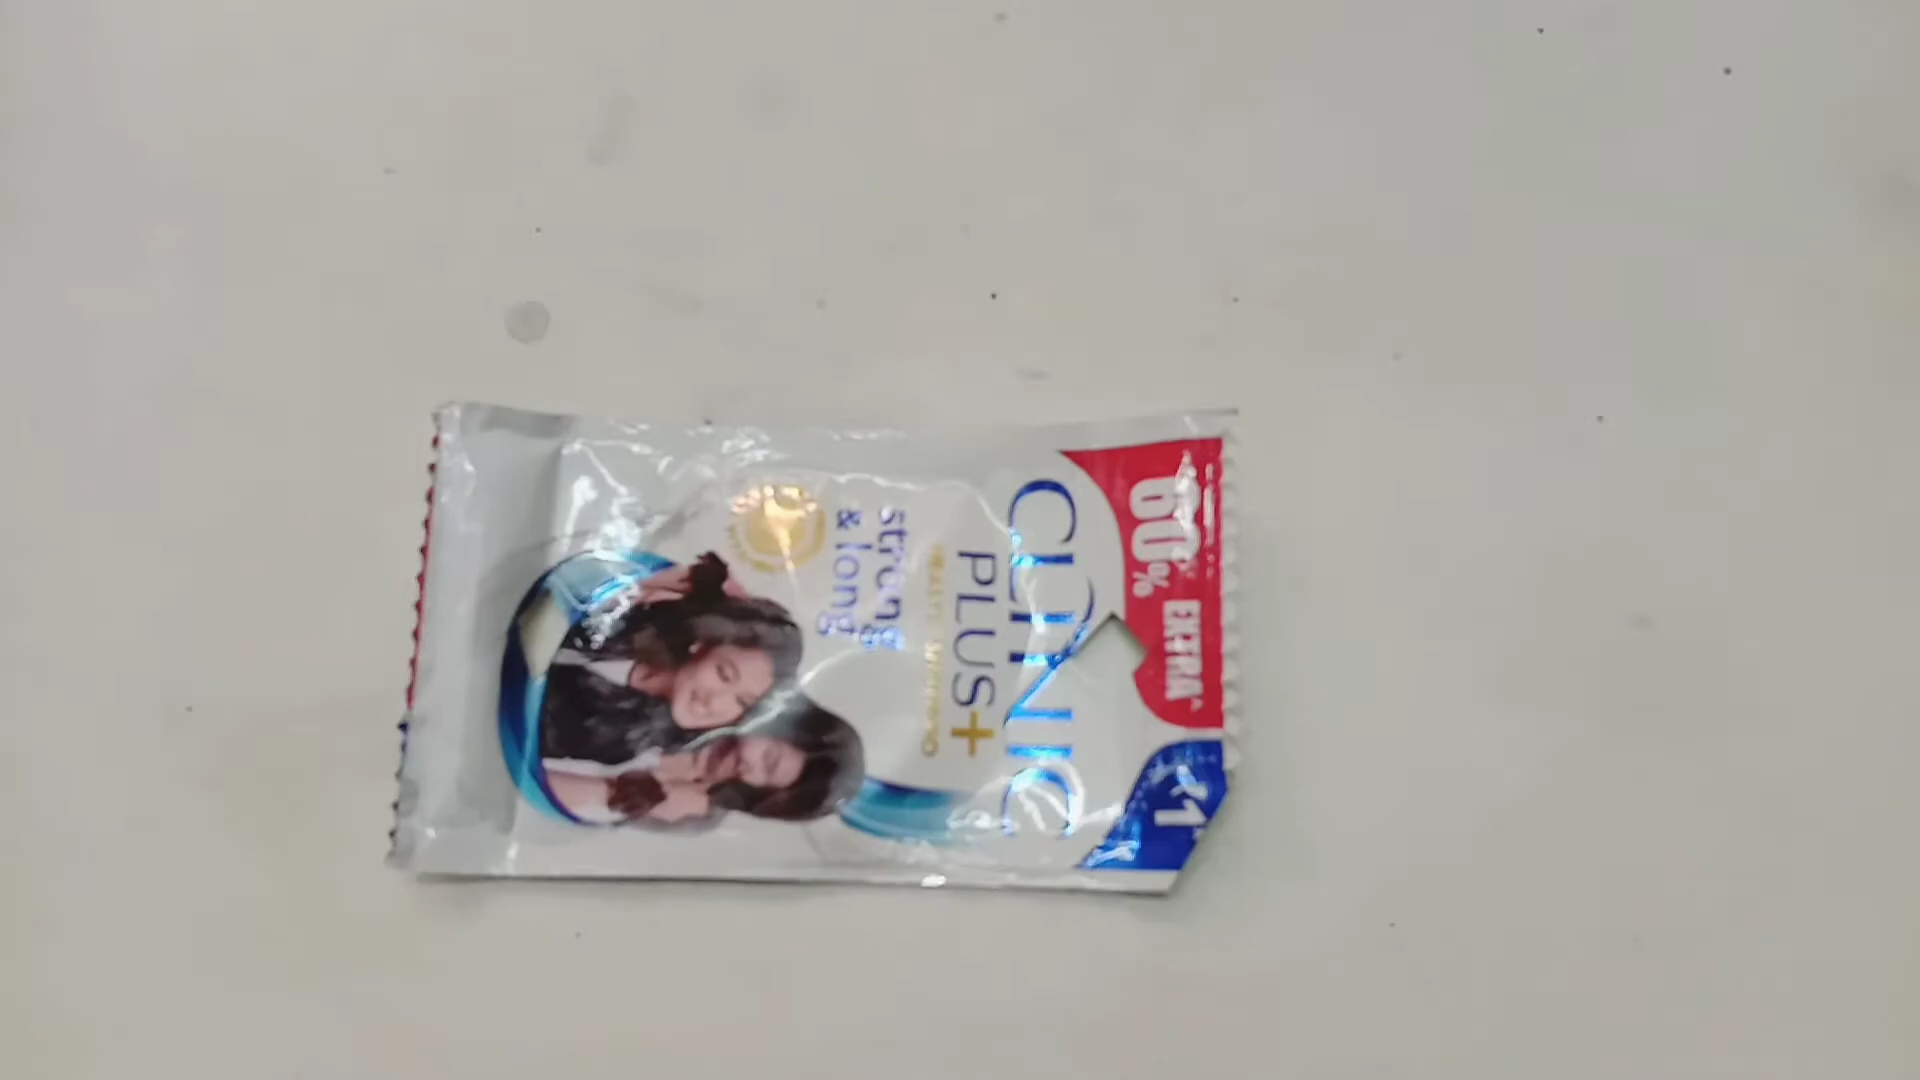 60%
EXTRA
₹1
CLINIC
PLUS+
strong
& long